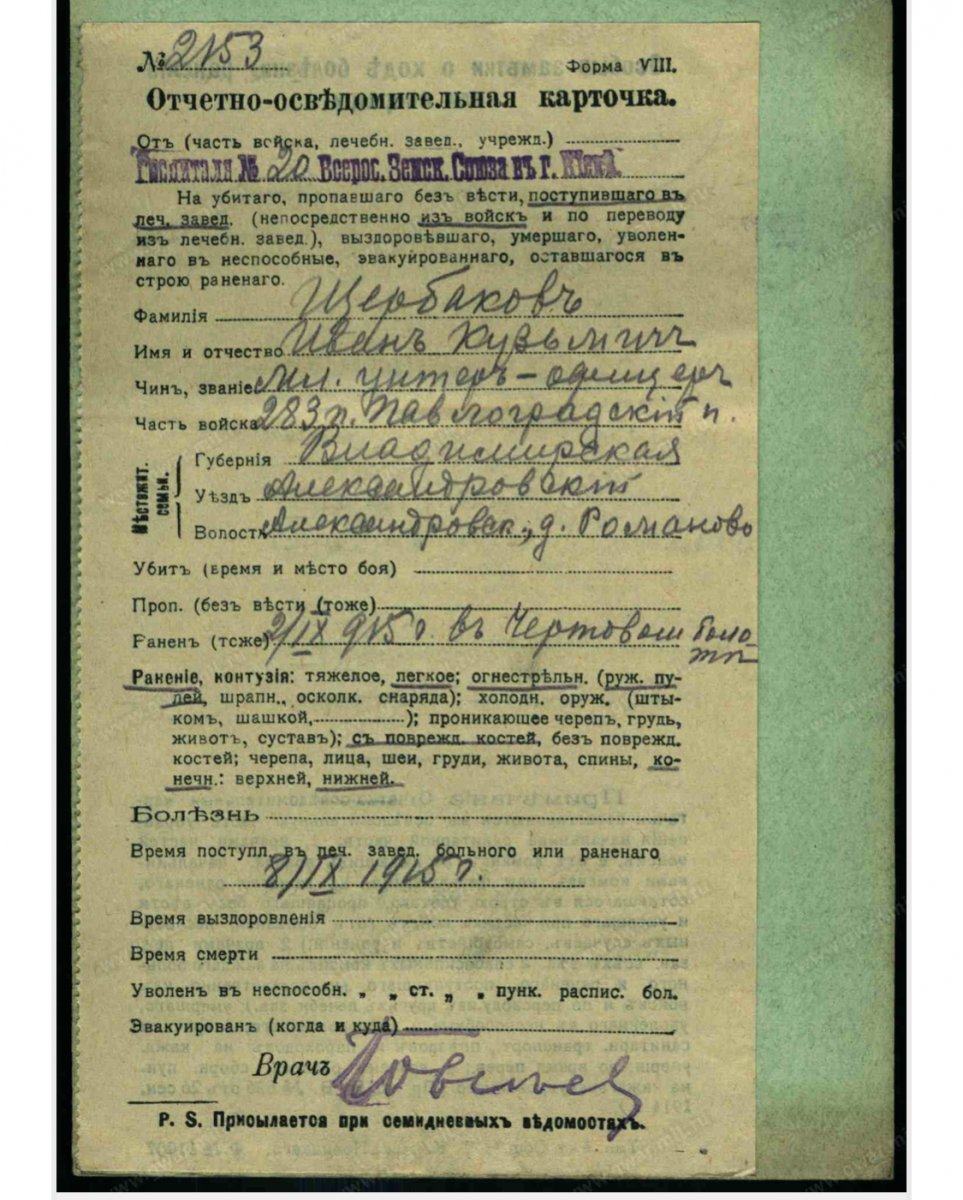 № 2153
Форма VIII.
Отчетно-освѣдомительная карточка.
Отъ (часть войска, лечебн. завед., учрежд.)
Госпиталя № 20 Всерос. Земск. Союза въ г. Кіевѣ
На убитаго, пропавшаго безъ вѣсти, поступившаго въ
леч. завед. (непосредственно изъ войскъ и по переводу
изъ лечебн. завед.), выздоровѣвшаго, умершаго, уволен-
наго въ неспособные, эвакуированнаго, оставшагося въ
строю раненаго.
Фамилія Щербаковъ
Имя и отчество Иванъ Кузьмичъ
Чинъ, званіе Мл. унтеръ-офицеръ
Часть войска 283 п. Павлоградскій п.
Мѣстожит. семьи.
Губернія Владимирская
Уѣздъ Александровскій
Волость Александровск., д. Романово
Убитъ (время и мѣсто боя)
Проп. (безъ вѣсти (тоже)
Раненъ (тоже) 2/IX 915 г. въ Чертовомъ боло
тѣ
Раненіе, контузія: тяжелое, легкое; огнестрѣльн. (руж. пу-
лей, шрапн., осколк. снаряда); холодн. оруж. (шты-
комъ, шашкой, ); проникающее черепъ, грудь,
животъ, суставъ); съ поврежд. костей, безъ поврежд.
костей; черепа, лица, шеи, груди, живота, спины, ко-
нечн.: верхней, нижней.
Болѣзнь
Время поступл. въ леч. завед. больного или раненаго
8/IX 1915 г.
Время выздоровленія
Время смерти
Уволенъ въ неспособн. „ „ ст. „ „ пунк. распис. бол.
Эвакуированъ (когда и куда)
Врачъ
P. S. Присылается при семидневныхъ вѣдомостяхъ.